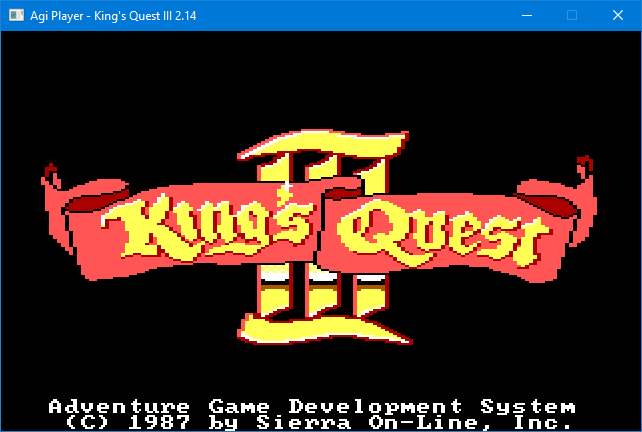 Agi Player - King's Quest III 2.14
III
King's Quest
Adventure Game Development System
(C) 1987 by Sierra On-Line, Inc.